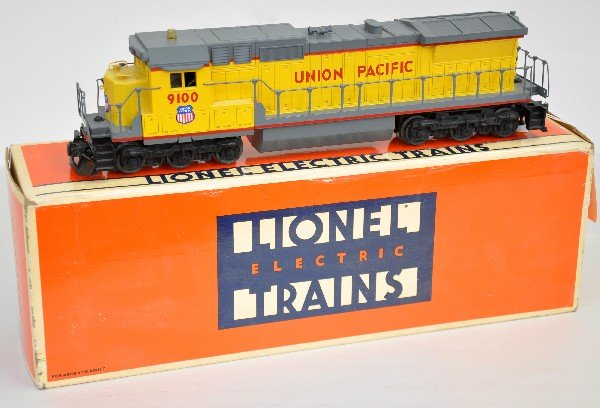 UNION PACIFIC
9100
LIONEL ELECTRIC TRAINS
LIONEL
ELECTRIC
TRAINS